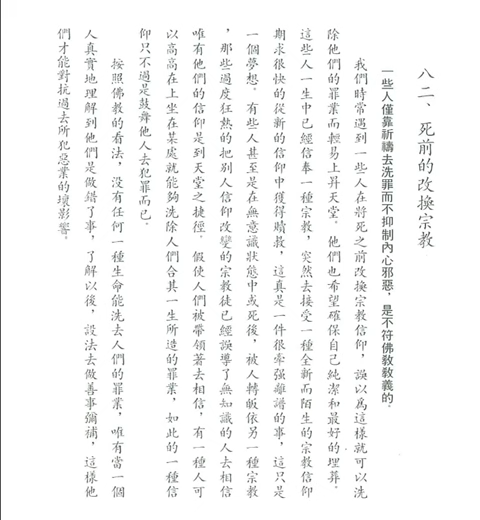 八二、死前的改換宗教
一些人僅靠祈禱去洗罪而不抑制內心邪惡，是不符佛敎敎義的．
我們時常遇到一些人在將死之前改換宗教信仰，誤以為這樣就可以洗
除他們的罪業而輕易上昇天堂。他們也希望確保自己純潔和最好的埋葬。
這些人一生中已經信奉一種宗教，突然去接受一種全新而陌生的宗教信仰
期求很快的從新的信仰中獲得贖救，這真是一件很牽强離譜的事，這只是
一個夢想。有些人甚至是在無意識狀態中或死後，被人轉皈依另一種宗教
，那些過度狂熱的把別人信仰改變的宗教徒已經誤導了無知識的人去相信
唯有他們的信仰是到天堂之捷徑。假使人們被帶領著去相信，有一種人可
以高高在上坐在某處就能夠洗除人們合其一生所造的罪業，如此的一種信
仰只不過是鼓舞他人去犯罪而已。
按照佛教的看法，沒有任何一種生命能洗去人們的罪業，唯有當一個
人真實地理解到他們是做錯了事，了解以後，設法去做善事彌補，這樣他
們才能對抗過去所犯惡業的壞影響。